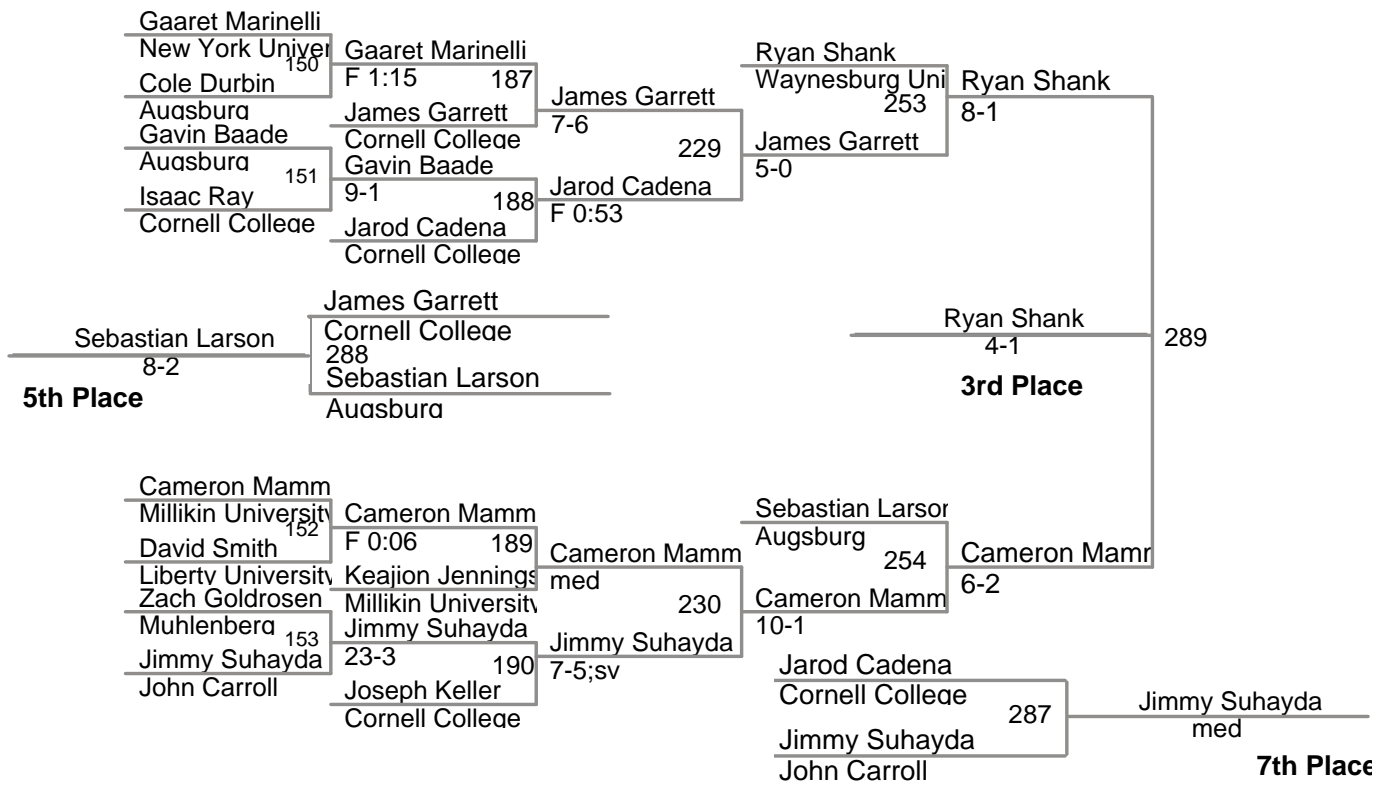 Gaaret Marinelli
New York Univer
150
Cole Durbin
Augsburg
Gavin Baade
Augsburg
151
Isaac Ray
Cornell College
Gaaret Marinelli
F 1:15
187
James Garrett
Cornell College
Gavin Baade
9-1
188
Jarod Cadena
Cornell College
James Garrett
7-6
229
Jarod Cadena
F 0:53
Ryan Shank
Waynesburg Uni
253
James Garrett
5-0
Ryan Shank
8-1
James Garrett
Cornell College
288
Sebastian Larson
Augsburg
Sebastian Larson
8-2
5th Place
Ryan Shank
4-1
289
3rd Place
Cameron Mamm
Millikin University
152
David Smith
Liberty University
Zach Goldrosen
Muhlenberg
153
Jimmy Suhayda
John Carroll
Cameron Mamm
F 0:06
189
Keajion Jennings
Millikin University
Jimmy Suhayda
23-3
190
Joseph Keller
Cornell College
Cameron Mamm
med
230
Jimmy Suhayda
7-5;sv
Sebastian Larson
Augsburg
254
Cameron Mamm
10-1
Cameron Mamm
6-2
Jarod Cadena
Cornell College
287
Jimmy Suhayda
John Carroll
Jimmy Suhayda
med
7th Place